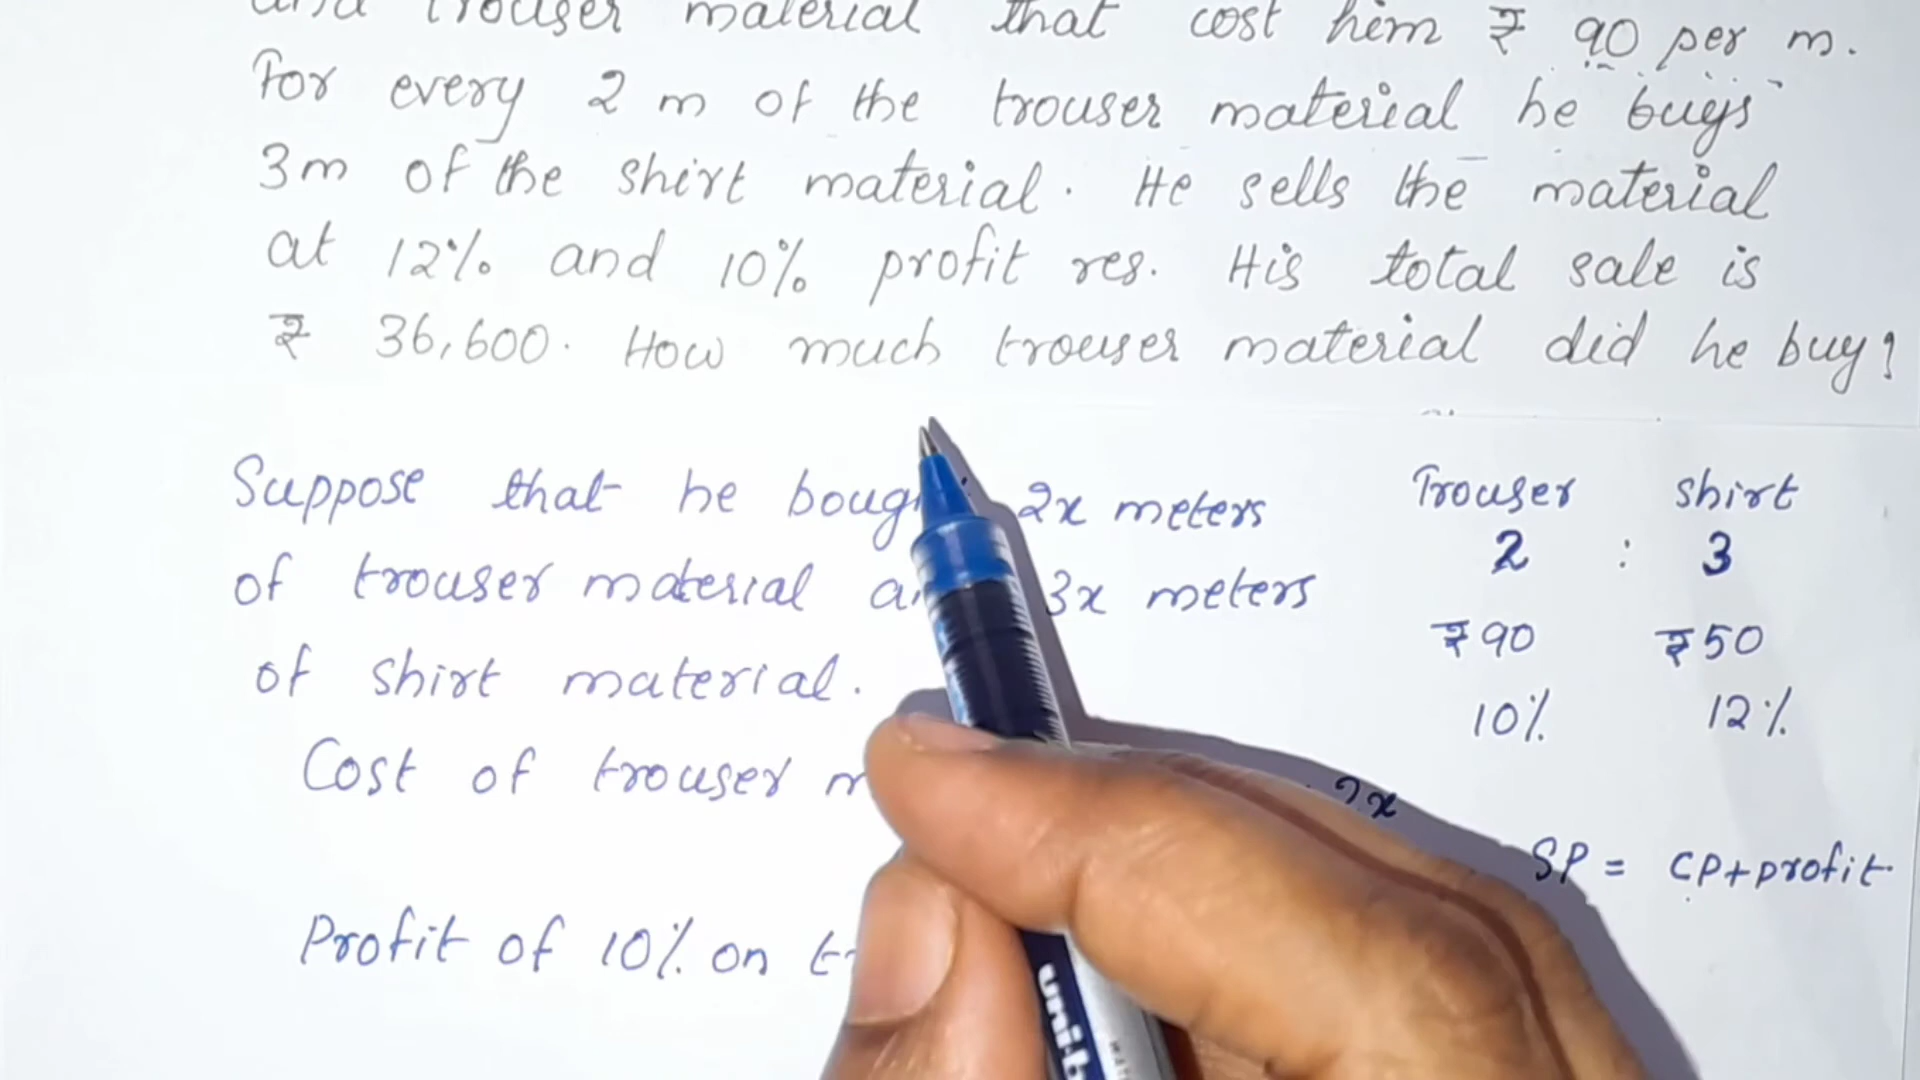 and trouser material that cost him ₹ 90 per m.
For every 2 m of the trouser material he buys
3m of the shirt material. He sells the material
at 12% and 10% profit res. His total sale is
₹ 36,600. How much trouser material did he buy?
Suppose that he bough 2x meters
of trouser material a 3x meters
of shirt material.
Cost of trouser m
2x
Profit of 10% on tr
Trouser shirt
2 : 3
₹90 ₹50
10% 12%
SP = CP+profit
uni-b